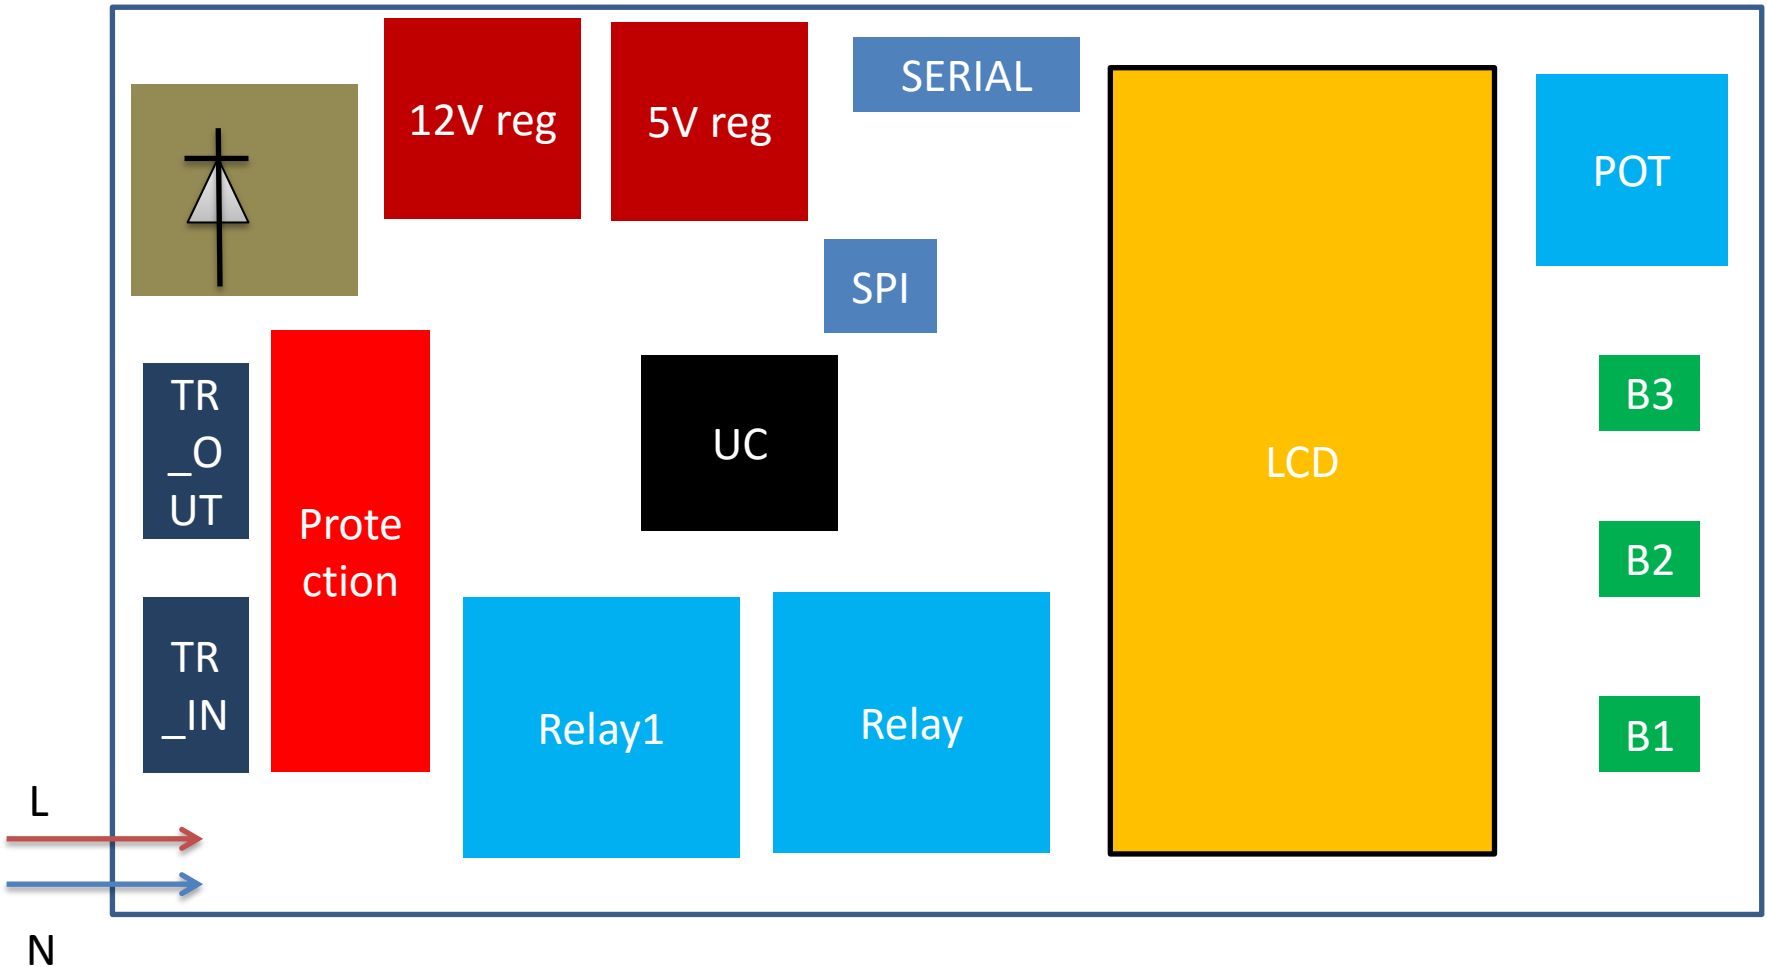 12V reg
5V reg
SERIAL
POT
SPI
TR
_O
UT
Prote
ction
UC
LCD
B3
B2
TR
_IN
Relay1
Relay
B1
L
N